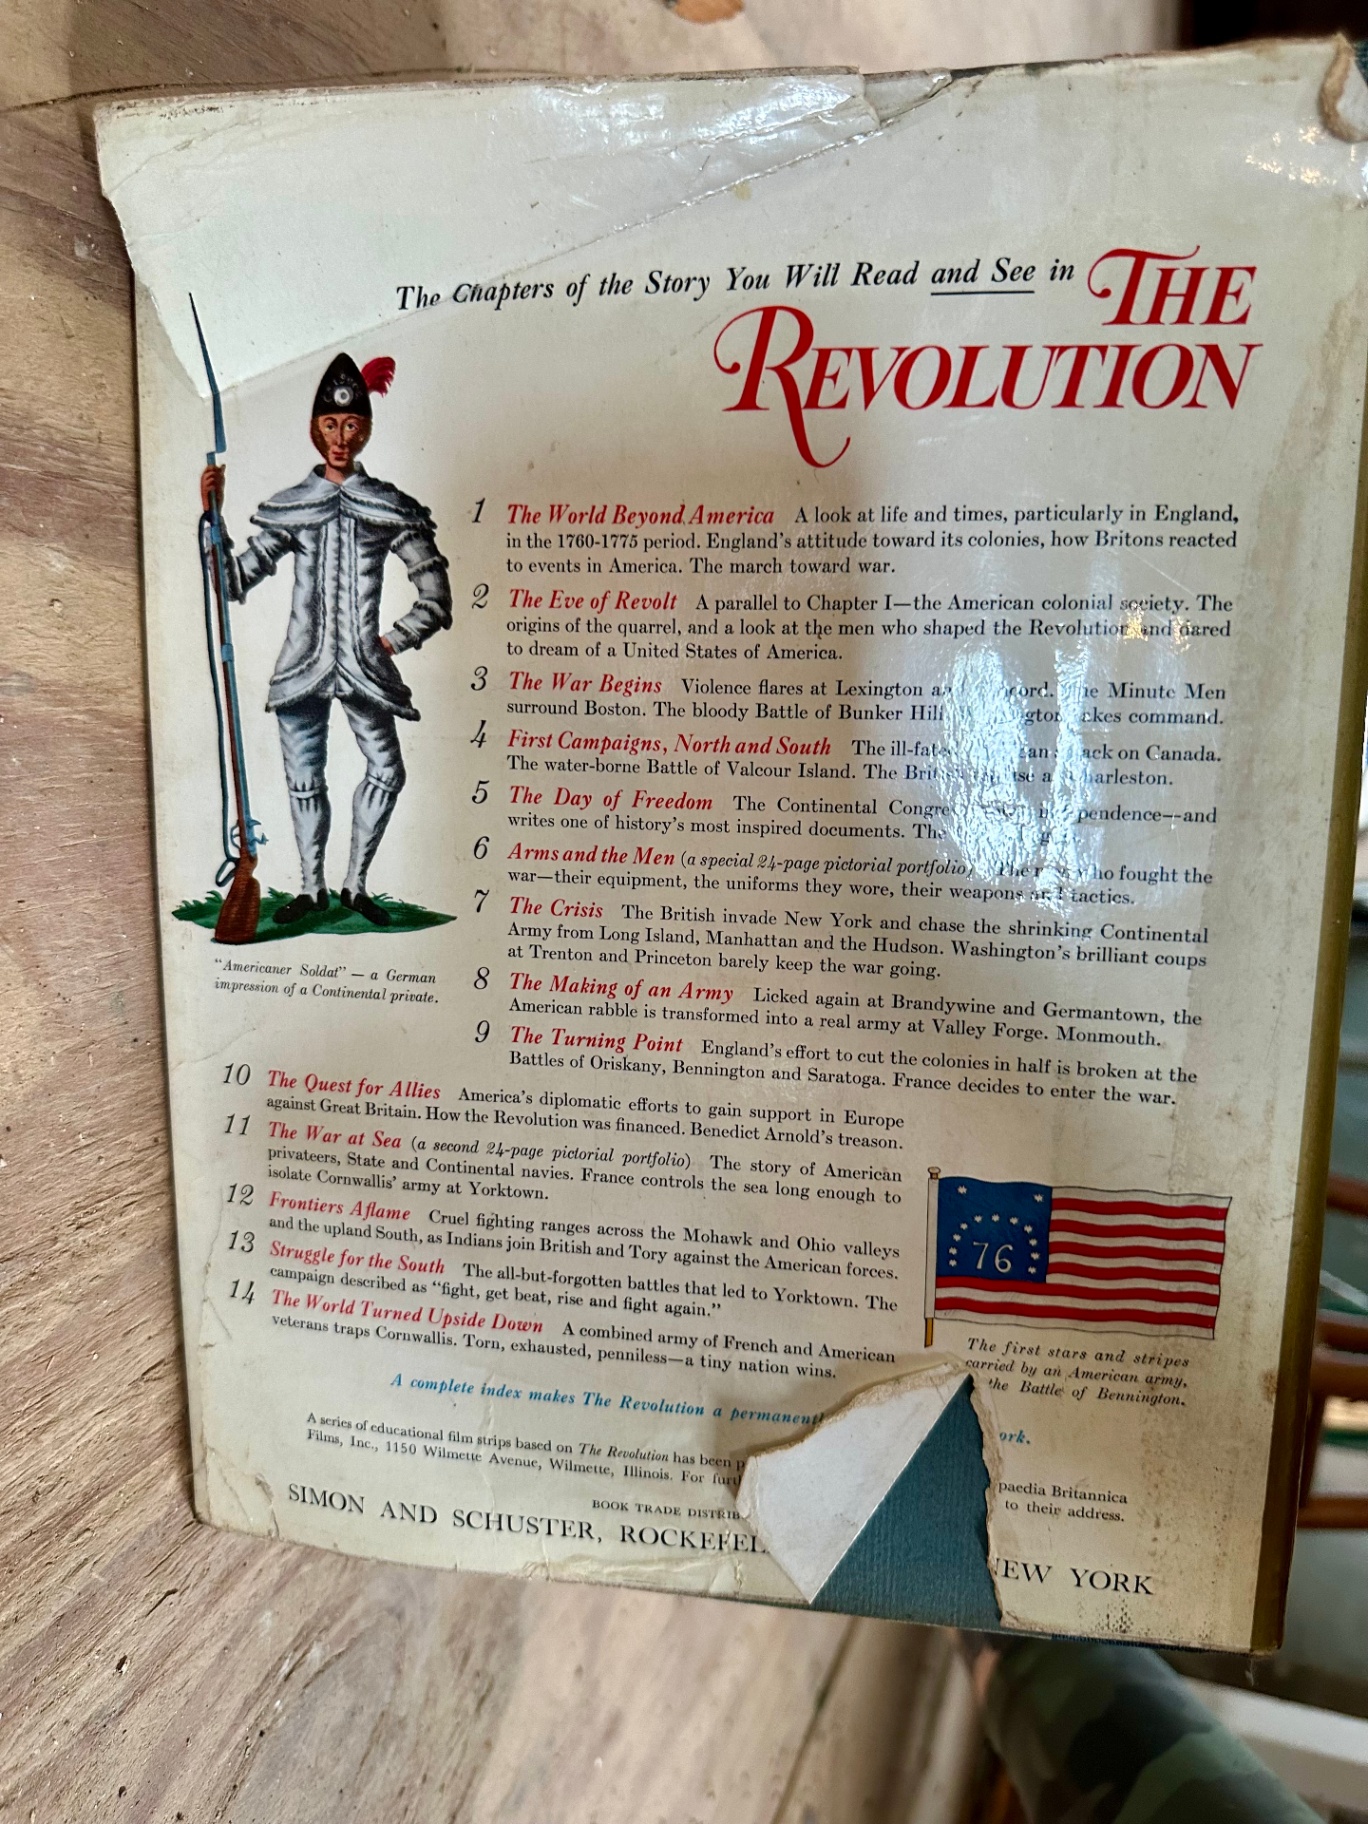 The Chapters of the Story You Will Read and See in THE
REVOLUTION
1 The World Beyond America A look at life and times, particularly in England,
in the 1760-1775 period. England's attitude toward its colonies, how Britons reacted
to events in America. The march toward war.
2 The Eve of Revolt A parallel to Chapter I—the American colonial society. The
origins of the quarrel, and a look at the men who shaped the Revolution and dared
to dream of a United States of America.
3 The War Begins Violence flares at Lexington Minute Men
surround Boston. The bloody Battle of Bunker Hill command.
4 First Campaigns, North and South The on Canada.
The water-borne Battle of Valcour Island. The Charleston.
5 The Day of Freedom The Continental and
writes one of history's most inspired documents.
6 Arms and the Men (a special 24-page pictorial portfolio) who fought the
war—their equipment, the uniforms they wore, their weapons and tactics.
7 The Crisis The British invade New York and chase the shrinking Continental
Army from Long Island, Manhattan and the Hudson. Washington's brilliant coups
at Trenton and Princeton barely keep the war going.
8 The Making of an Army Licked again at Brandywine and Germantown, the
American rabble is transformed into a real army at Valley Forge. Monmouth.
9 The Turning Point England's effort to cut the colonies in half is broken at the
Battles of Oriskany, Bennington and Saratoga. France decides to enter the war.
"Americaner Soldat" — a German
impression of a Continental private.
10 The Quest for Allies America's diplomatic efforts to gain support in Europe
against Great Britain. How the Revolution was financed. Benedict Arnold's treason.
11 The War at Sea (a second 24-page pictorial portfolio) The story of American
privateers, State and Continental navies. France controls the sea long enough to
isolate Cornwallis' army at Yorktown.
12 Frontiers Aflame Cruel fighting ranges across the Mohawk and Ohio valleys
and the upland South, as Indians join British and Tory against the American forces.
13 Struggle for the South The all-but-forgotten battles that led to Yorktown. The
campaign described as "fight, get beat, rise and fight again."
14 The World Turned Upside Down A combined army of French and American
veterans traps Cornwallis. Torn, exhausted, penniless—a tiny nation wins.
76
The first stars and stripes
carried by an American army,
the Battle of Bennington.
A complete index makes The Revolution a permanent
A series of educational film strips based on The Revolution has been
Films, Inc., 1150 Wilmette Avenue, Wilmette, Illinois. For
Britannica
to their address.
BOOK TRADE
SIMON AND SCHUSTER, NEW YORK